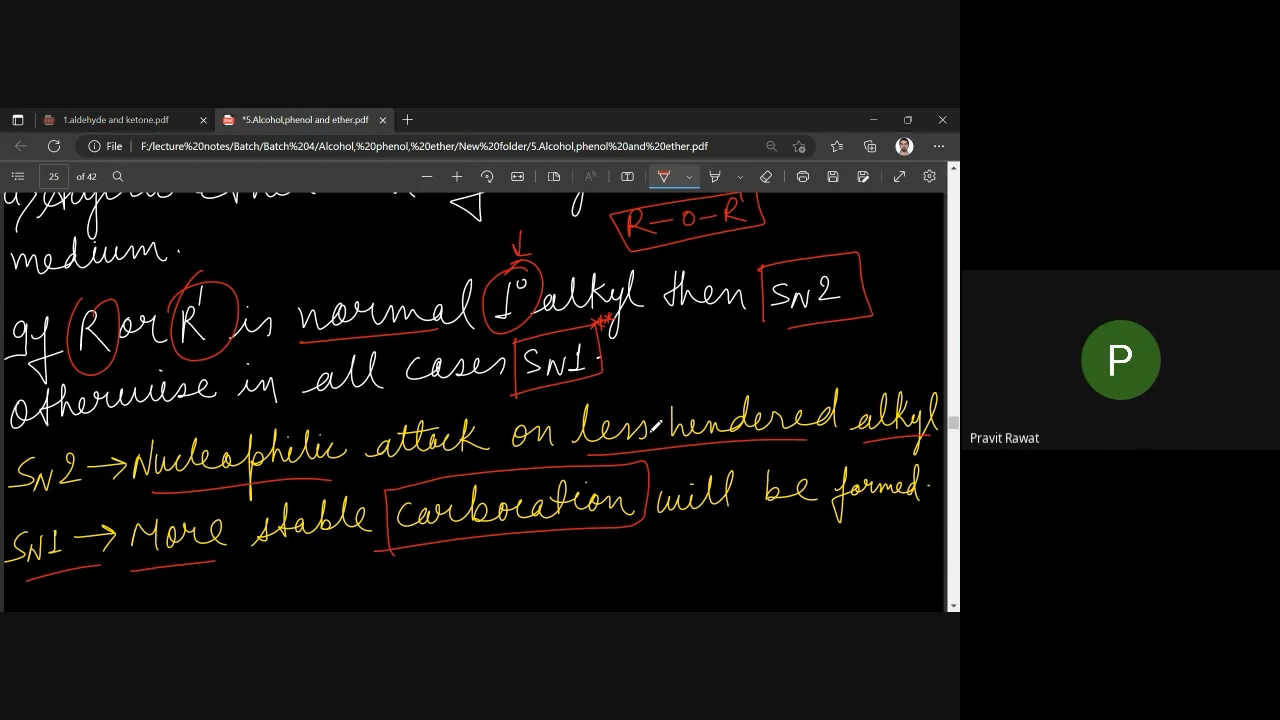 1.aldehyde and ketone.pdf
*5.Alcohol,phenol and ether.pdf
File F:/lecture%20notes/Batch/Batch%204/Alcohol,%20phenol,%20ether/New%20folder/5.Alcohol,phenol%20and%20ether.pdf
25 of 42
R-O-R'
medium.
If R or R' is normal 1° alkyl then SN2
otherwise in all cases SN1.
SN2 → Nucleophilic attack on less hendered alkyl
SN1 → More stable carbocation will be formed.
P
Pravit Rawat